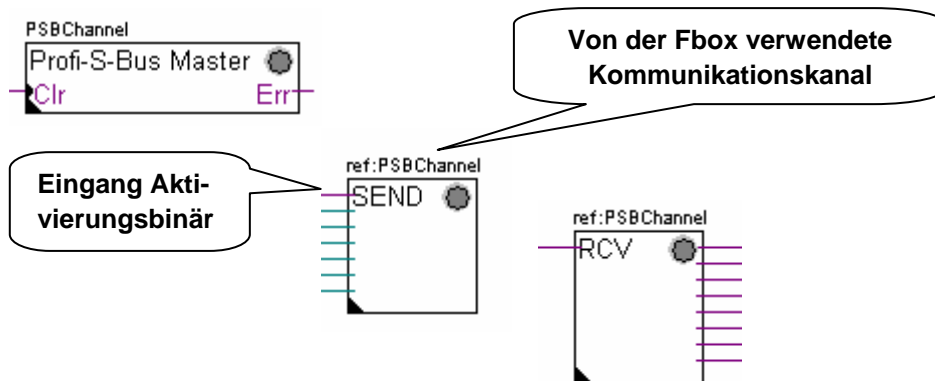 PSBChannel
Profi-S-Bus Master
Clr Err
Von der Fbox verwendete
Kommunikationskanal
Eingang Akti-
vierungsbinär
ref:PSBChannel
SEND
ref:PSBChannel
RCV